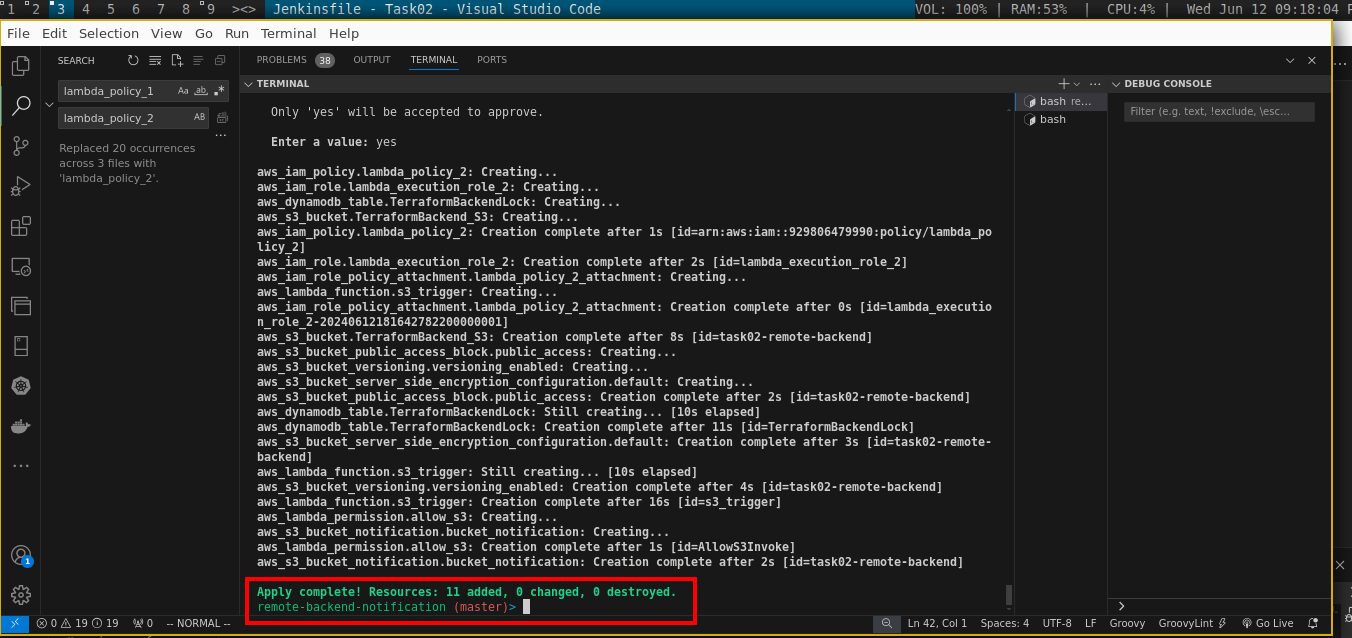 1 2 3 4 5 6 7 8 9 ><> Jenkinsfile - Task02 - Visual Studio Code VOL: 100% | RAM:53% | CPU:4% | Wed Jun 12 09:18:04 P
File Edit Selection View Go Run Terminal Help
SEARCH
lambda_policy_1 Aa ab .*
lambda_policy_2 AB
...
Replaced 20 occurrences
across 3 files with
'lambda_policy_2'.
PROBLEMS 38 OUTPUT TERMINAL PORTS
TERMINAL
Only 'yes' will be accepted to approve.
Enter a value: yes
aws_iam_policy.lambda_policy_2: Creating...
aws_iam_role.lambda_execution_role_2: Creating...
aws_dynamodb_table.TerraformBackendLock: Creating...
aws_s3_bucket.TerraformBackend_S3: Creating...
aws_iam_policy.lambda_policy_2: Creation complete after 1s [id=arn:aws:iam::929806479990:policy/lambda_po
licy_2]
aws_iam_role.lambda_execution_role_2: Creation complete after 2s [id=lambda_execution_role_2]
aws_iam_role_policy_attachment.lambda_policy_2_attachment: Creating...
aws_lambda_function.s3_trigger: Creating...
aws_iam_role_policy_attachment.lambda_policy_2_attachment: Creation complete after 0s [id=lambda_executio
n_role_2-20240612181642782200000001]
aws_s3_bucket.TerraformBackend_S3: Creation complete after 8s [id=task02-remote-backend]
aws_s3_bucket_public_access_block.public_access: Creating...
aws_s3_bucket_versioning.versioning_enabled: Creating...
aws_s3_bucket_server_side_encryption_configuration.default: Creating...
aws_s3_bucket_public_access_block.public_access: Creation complete after 2s [id=task02-remote-backend]
aws_dynamodb_table.TerraformBackendLock: Still creating... [10s elapsed]
aws_dynamodb_table.TerraformBackendLock: Creation complete after 11s [id=TerraformBackendLock]
aws_s3_bucket_server_side_encryption_configuration.default: Creation complete after 3s [id=task02-remote-
backend]
aws_lambda_function.s3_trigger: Still creating... [10s elapsed]
aws_s3_bucket_versioning.versioning_enabled: Creation complete after 4s [id=task02-remote-backend]
aws_lambda_function.s3_trigger: Creation complete after 16s [id=s3_trigger]
aws_lambda_permission.allow_s3: Creating...
aws_s3_bucket_notification.bucket_notification: Creating...
aws_lambda_permission.allow_s3: Creation complete after 1s [id=AllowS3Invoke]
aws_s3_bucket_notification.bucket_notification: Creation complete after 2s [id=task02-remote-backend]
Apply complete! Resources: 11 added, 0 changed, 0 destroyed.
remote-backend-notification (master)>
bash re...
bash
DEBUG CONSOLE
Filter (e.g. text, !exclude, \esc...
1
0 19 19 0 -- NORMAL -- Ln 42, Col 1 Spaces: 4 UTF-8 LF Groovy GroovyLint Go Live